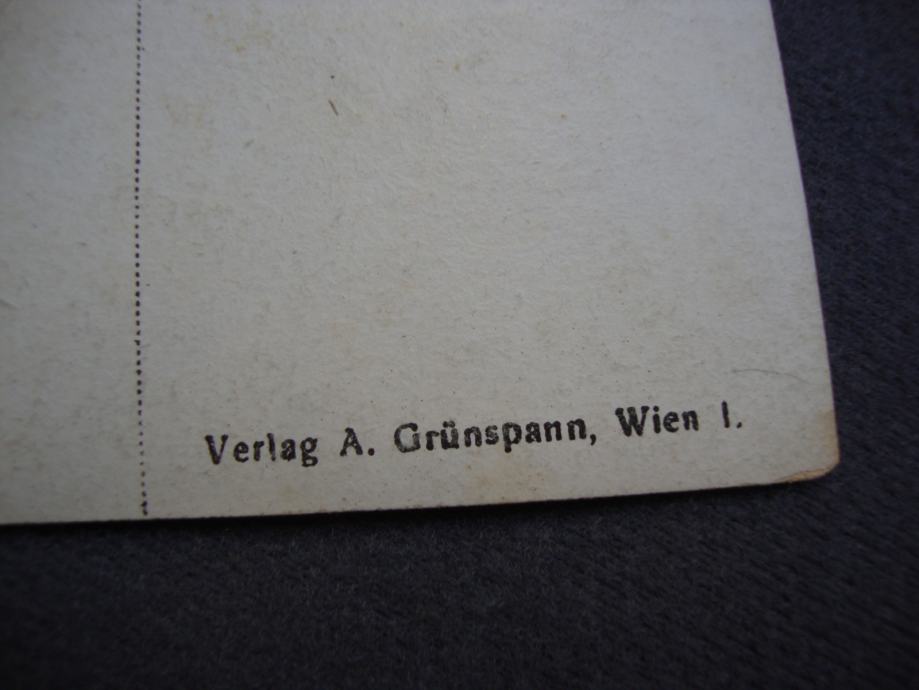 Verlag A. Grünspann, Wien I.